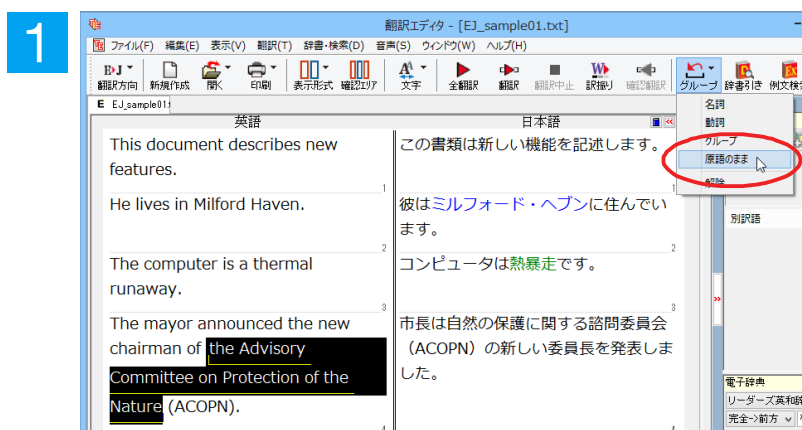 1
翻訳エディタ - [EJ_sample01.txt]
ファイル(F) 編集(E) 表示(V) 翻訳(T) 辞書・検索(D) 音声(S) ウィンドウ(W) ヘルプ(H)
E▸J
翻訳方向 新規作成 開く 印刷 表示形式 確認エリア 文字 全翻訳 翻訳 翻訳中止 訳振り 確認翻訳 グループ 辞書引き 例文検
E EJ_sample01.t
名詞
動詞
グループ
原語のまま
解除
英語
日本語
This document describes new
features.
1
この書類は新しい機能を記述します。
1
He lives in Milford Haven.
2
彼はミルフォード・ヘブンに住んでい
ます。
2
別訳語
The computer is a thermal
runaway.
3
コンピュータは熱暴走です。
3
The mayor announced the new
chairman of the Advisory
Committee on Protection of the
Nature (ACOPN).
4
市長は自然の保護に関する諮問委員会
（ACOPN）の新しい委員長を発表しま
した。
4
電子辞典
リーダーズ英和辞
完全->前方